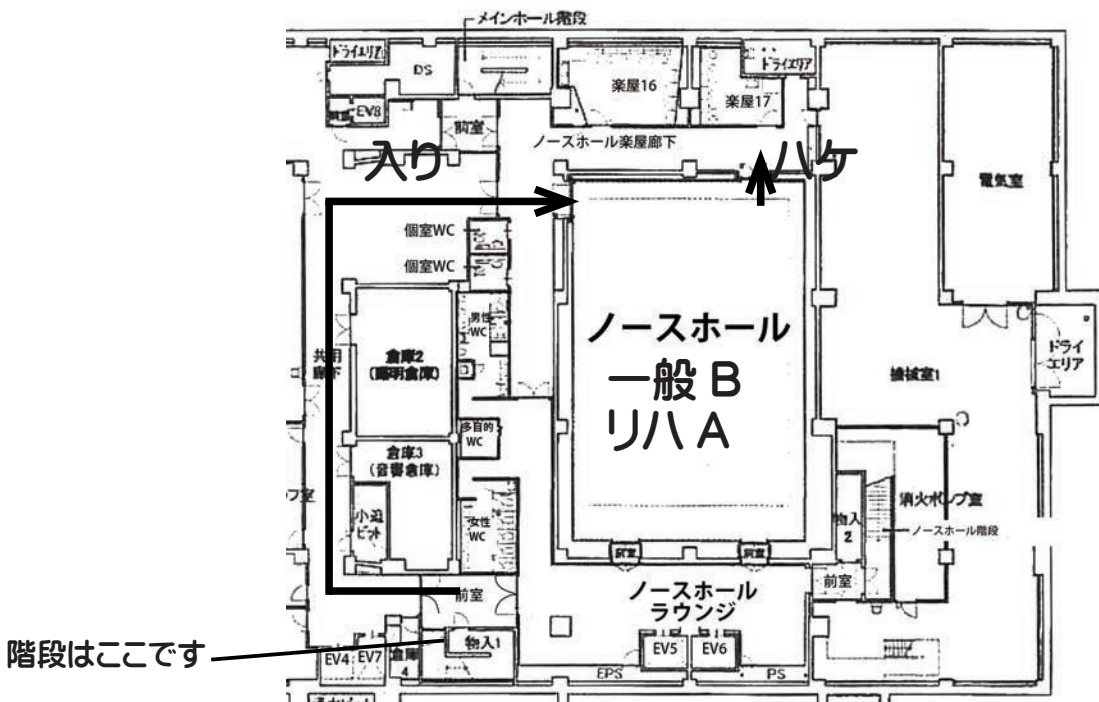 メインホール階段
ドライエリア
DS
楽屋16
楽屋17
ドライエリア
EV8
前室
ノースホール楽屋廊下
入り
ハケ
電気室
個室WC
個室WC
ノースホール
一般 B
リハ A
男性
WC
共用
廊下
倉庫2
(照明倉庫)
機械室1
ドライ
エリア
多目的
WC
倉庫3
(音響倉庫)
小迫
ピット
女性
WC
物入
2
消火ポンプ室
ノースホール階段
前室
前室
前室
前室
ノースホール
ラウンジ
階段はここです
物入1
EV4
EV7
倉庫
4
EV5
EV6
EPS
PS